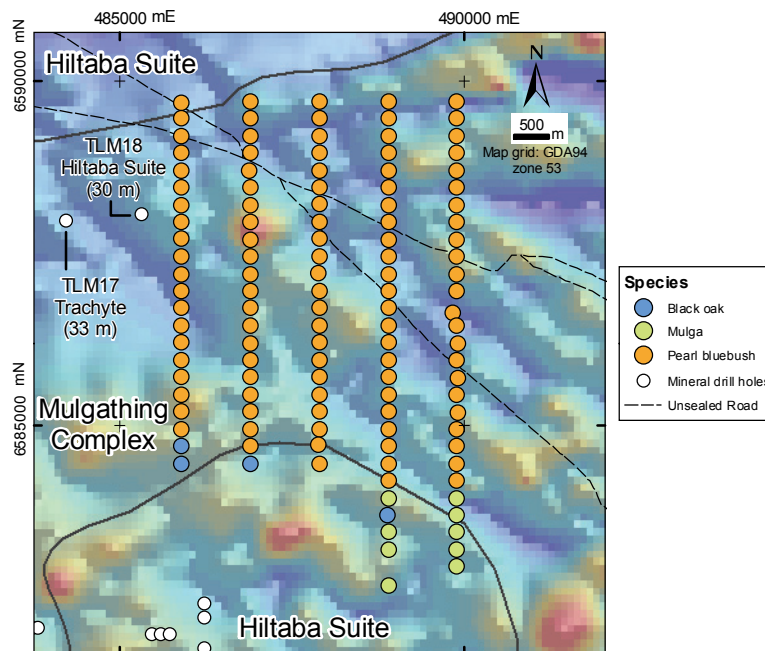 485000 mE
490000 mE
6590000 mN
Hiltaba Suite
N
500
m
Map grid: GDA94
zone 53
TLM18
Hiltaba Suite
(30 m)
TLM17
Trachyte
(33 m)
Species
Black oak
Mulga
Pearl bluebush
Mineral drill holes
Unsealed Road
6585000 mN
Mulgathing
Complex
Hiltaba Suite